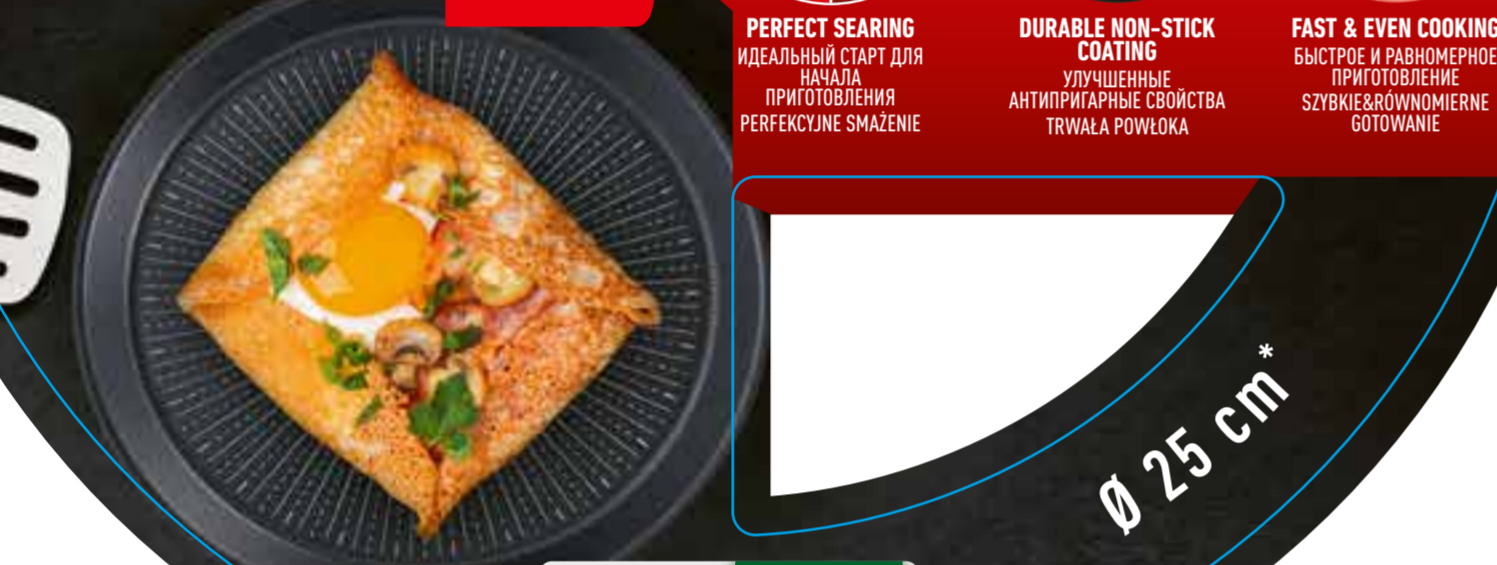 PERFECT SEARING
ИДЕАЛЬНЫЙ СТАРТ ДЛЯ
НАЧАЛА
ПРИГОТОВЛЕНИЯ
PERFEKCYJNE SMAŻENIE
DURABLE NON-STICK
COATING
УЛУЧШЕННЫЕ
АНТИПРИГАРНЫЕ СВОЙСТВА
TRWAŁA POWŁOKA
FAST & EVEN COOKING
БЫСТРОЕ И РАВНОМЕРНОЕ
ПРИГОТОВЛЕНИЕ
SZYBKIE&RÓWNOMIERNE
GOTOWANIE
Ø 25 cm*